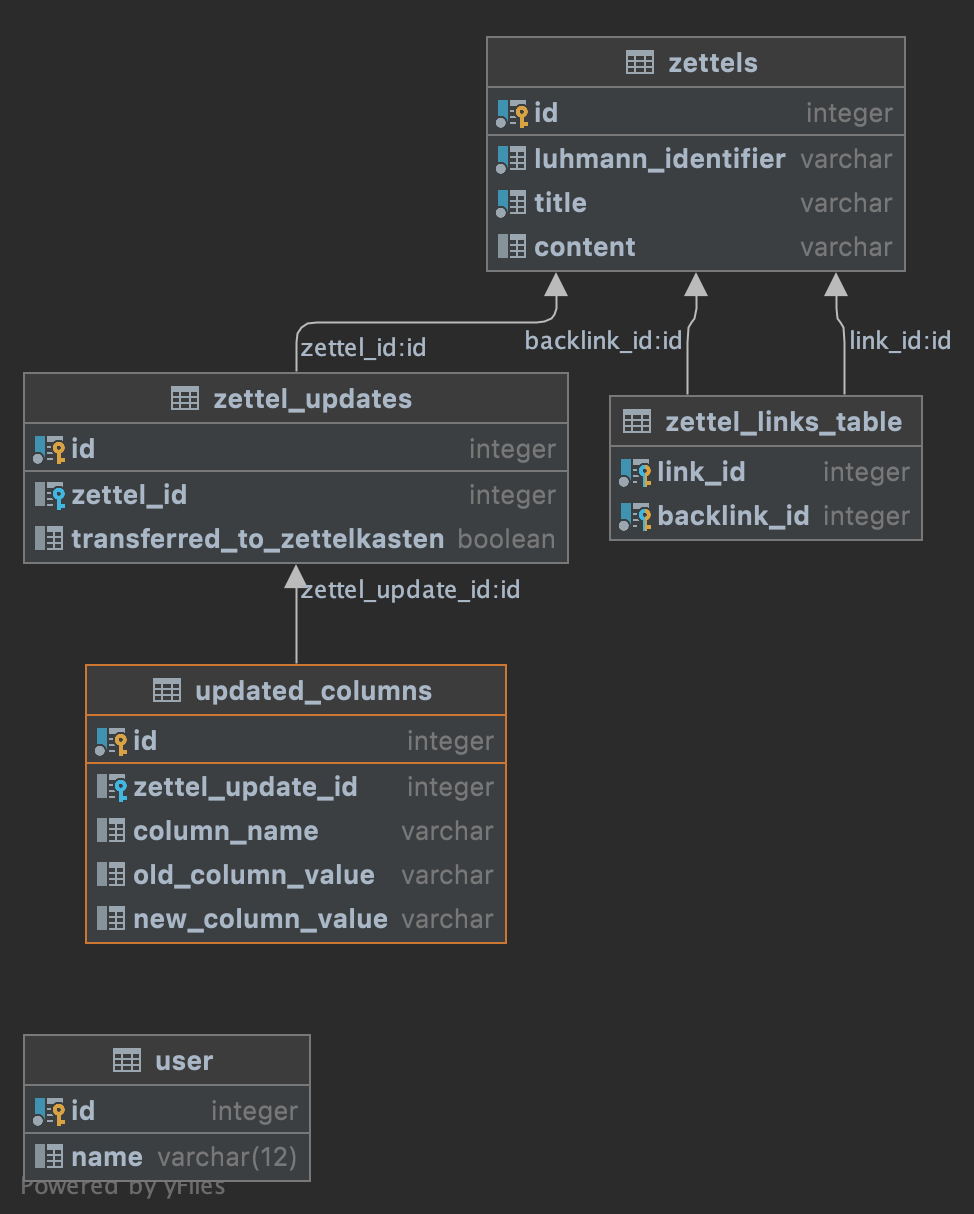 zettels
id integer
luhmann_identifier varchar
title varchar
content varchar
zettel_id:id
backlink_id:id
link_id:id
zettel_updates
id integer
zettel_id integer
transferred_to_zettelkasten boolean
zettel_links_table
link_id integer
backlink_id integer
zettel_update_id:id
updated_columns
id integer
zettel_update_id integer
column_name varchar
old_column_value varchar
new_column_value varchar
user
id integer
name varchar(12)
Powered by yFiles